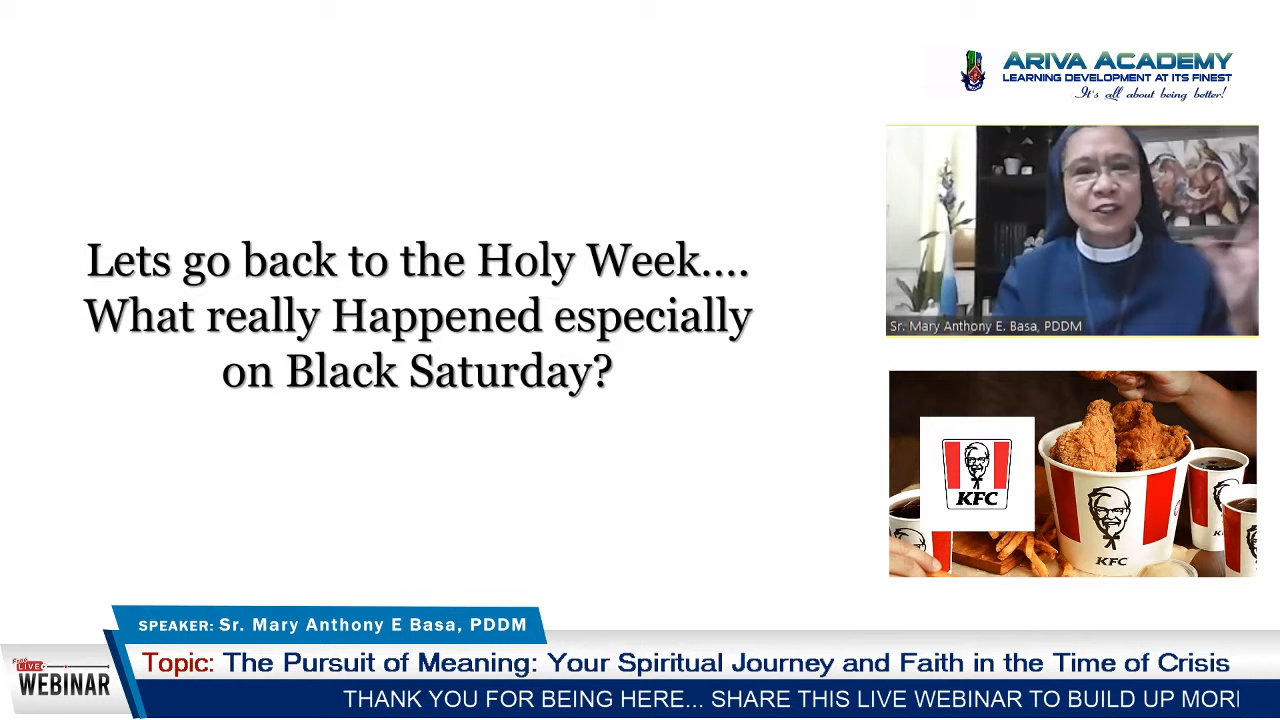 ARIVA ACADEMY
LEARNING DEVELOPMENT AT ITS FINEST
It's all about being better!
Lets go back to the Holy Week....
What really Happened especially
on Black Saturday?
Sr. Mary Anthony E. Basa, PDDM
KFC
KFC
SPEAKER: Sr. Mary Anthony E Basa, PDDM
Free
LIVE
WEBINAR
Topic: The Pursuit of Meaning: Your Spiritual Journey and Faith in the Time of Crisis
THANK YOU FOR BEING HERE... SHARE THIS LIVE WEBINAR TO BUILD UP MORE